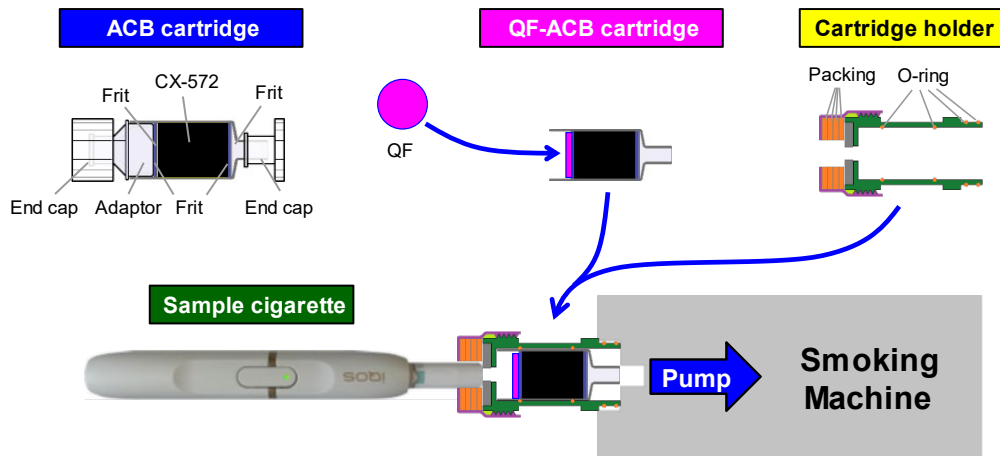 ACB cartridge
QF-ACB cartridge
Cartridge holder
CX-572
Frit
Frit
Packing
O-ring
QF
End cap
Adaptor
Frit
End cap
Sample cigarette
iqos
Pump
Smoking
Machine